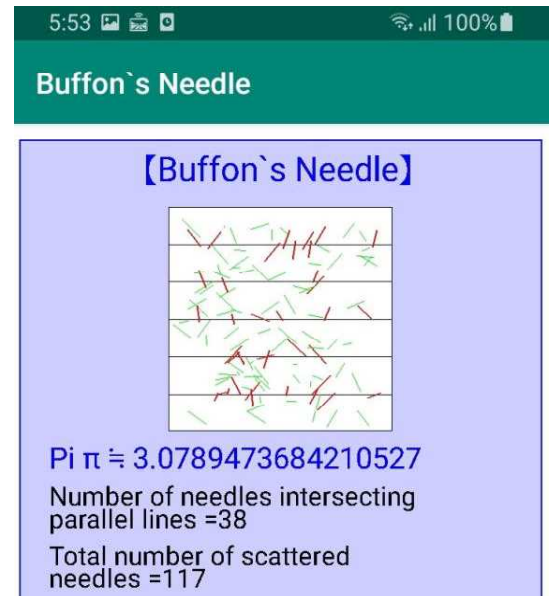 5:53 100%
Buffon`s Needle
【Buffon`s Needle】
Pi π ≒ 3.0789473684210527
Number of needles intersecting
parallel lines =38
Total number of scattered
needles =117